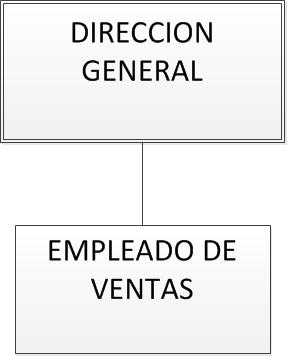 DIRECCION
GENERAL
EMPLEADO DE
VENTAS